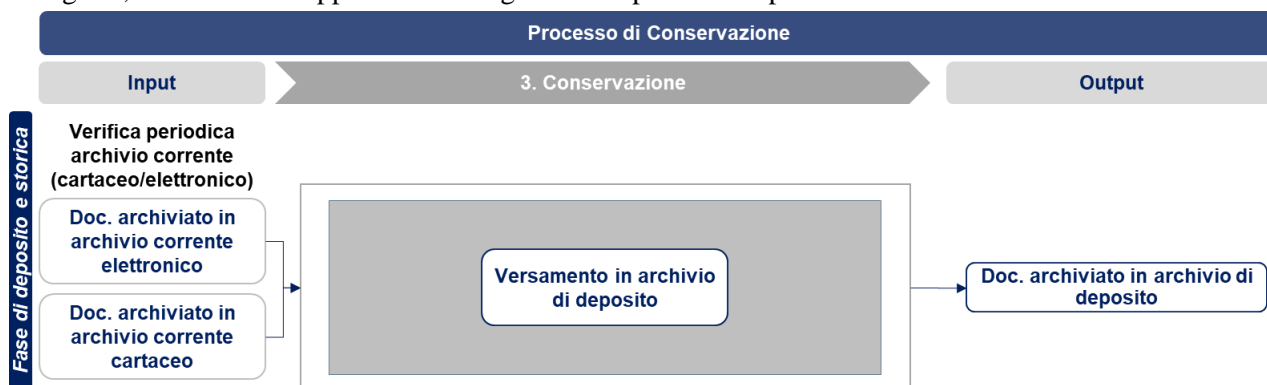 Processo di Conservazione
Input
3. Conservazione
Output
Fase di deposito e storica
Verifica periodica
archivio corrente
(cartaceo/elettronico)
Doc. archiviato in
archivio corrente
elettronico
Doc. archiviato in
archivio corrente
cartaceo
Versamento in archivio
di deposito
Doc. archiviato in archivio di
deposito